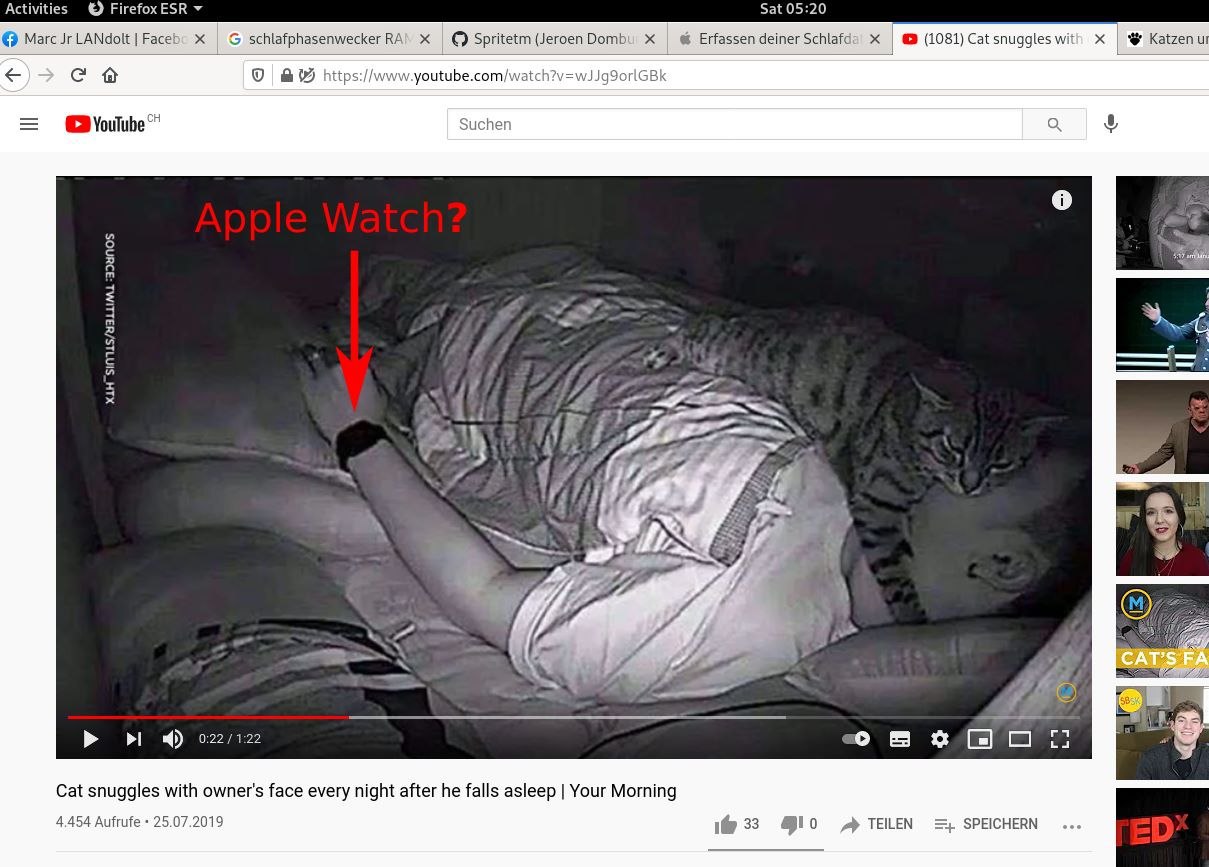 Activities Firefox ESR Sat 05:20
Marc Jr LANdolt | Facebo
schlafphasenwecker RAM
Spritetm (Jeroen Dombu
Erfassen deiner Schlafdat
(1081) Cat snuggles with
Katzen un
https://www.youtube.com/watch?v=wJJg9orlGBk
YouTube CH
Suchen
Apple Watch?
SOURCE: TWITTER/STLUIS_HTX
i
0:22 / 1:22
Cat snuggles with owner's face every night after he falls asleep | Your Morning
4.454 Aufrufe • 25.07.2019
33 0 TEILEN SPEICHERN
M
CAT'S FA
SBSK
TEDx